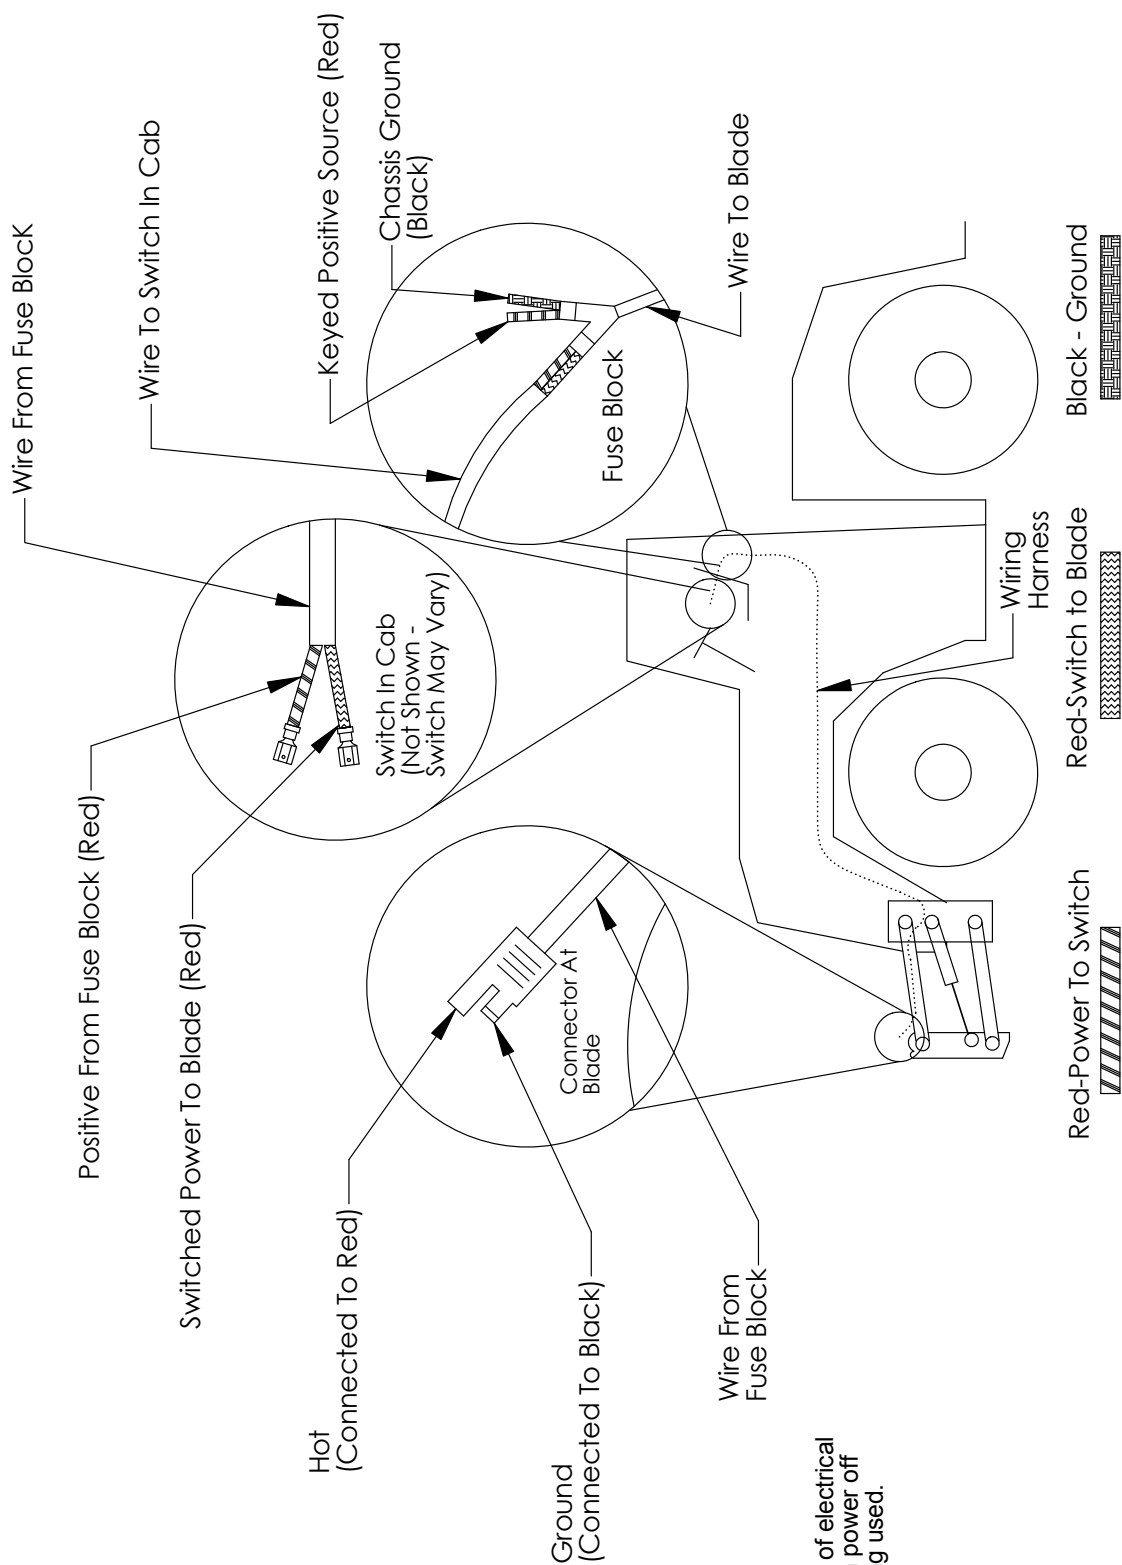 Wire From Fuse BlocK
Wire To Switch In Cab
Keyed Positive Source (Red)
Chassis Ground
(Black)
Wire To Blade
Fuse Block
Positive From Fuse Block (Red)
Switched Power To Blade (Red)
Switch In Cab
(Not Shown -
Switch May Vary)
Hot
(Connected To Red)
Ground
(Connected To Black)
Connector At
Blade
Wire From
Fuse Block
Wiring
Harness
Red-Power To Switch
Red-Switch to Blade
Black - Ground
of electrical
power off
used.